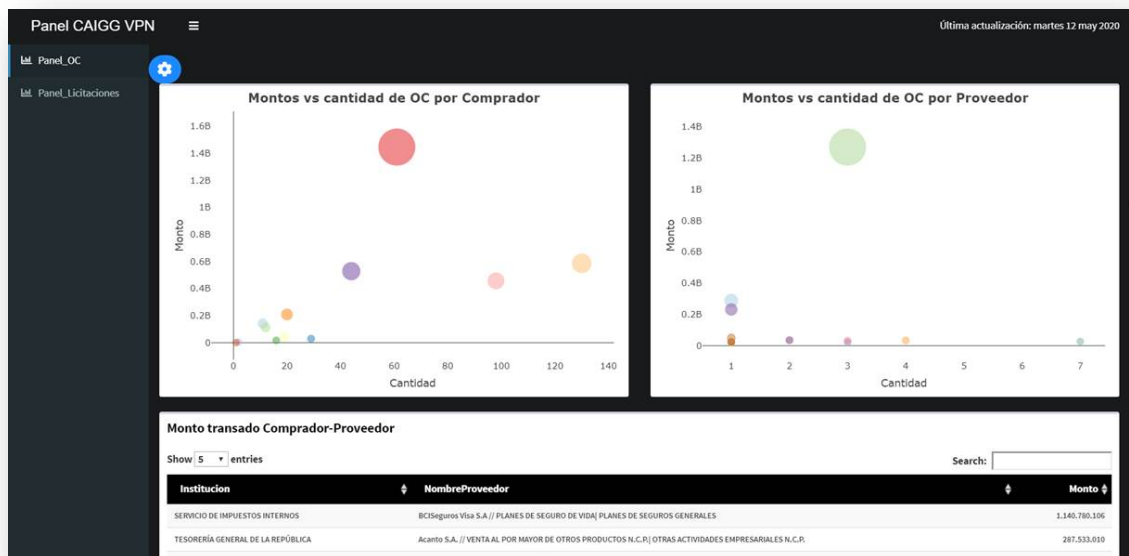 Panel CAIGG VPN
Última actualización: martes 12 may 2020
Panel_OC
Panel_Licitaciones
Montos vs cantidad de OC por Comprador
1.6B
1.4B
1.2B
1B
0.8B
0.6B
0.4B
0.2B
0
Monto
0 20 40 60 80 100 120 140
Cantidad
Montos vs cantidad de OC por Proveedor
1.4B
1.2B
1B
0.8B
0.6B
0.4B
0.2B
0
Monto
1 2 3 4 5 6 7
Cantidad
Monto transado Comprador-Proveedor
Show 5 entries
Search:
Institucion NombreProveedor Monto
SERVICIO DE IMPUESTOS INTERNOS BCISeguros Visa S.A // PLANES DE SEGURO DE VIDA| PLANES DE SEGUROS GENERALES 1.140.780.106
TESORERÍA GENERAL DE LA REPÚBLICA Acanto S.A. // VENTA AL POR MAYOR DE OTROS PRODUCTOS N.C.P.| OTRAS ACTIVIDADES EMPRESARIALES N.C.P. 287.533.010